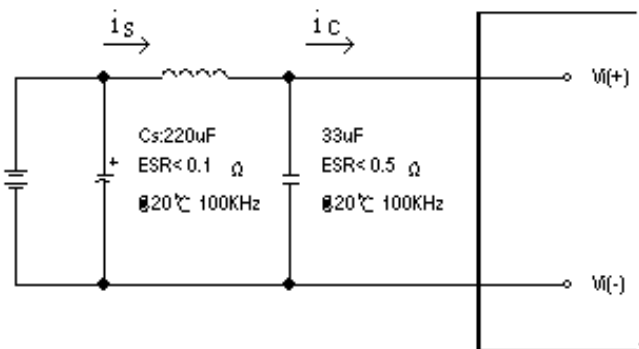 is
ic
Vi(+)
Cs:220uF
ESR<0.1 Ω
@20℃ 100KHz
33uF
ESR<0.5 Ω
@20℃ 100KHz
+
Vi(-)